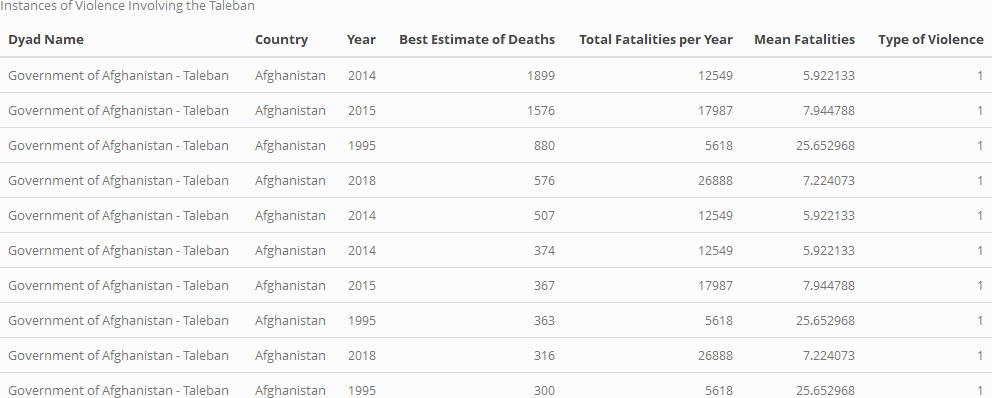 Instances of Violence Involving the Taleban
Dyad Name Country Year Best Estimate of Deaths Total Fatalities per Year Mean Fatalities Type of Violence
Government of Afghanistan - Taleban Afghanistan 2014 1899 12549 5.922133 1
Government of Afghanistan - Taleban Afghanistan 2015 1576 17987 7.944788 1
Government of Afghanistan - Taleban Afghanistan 1995 880 5618 25.652968 1
Government of Afghanistan - Taleban Afghanistan 2018 576 26888 7.224073 1
Government of Afghanistan - Taleban Afghanistan 2014 507 12549 5.922133 1
Government of Afghanistan - Taleban Afghanistan 2014 374 12549 5.922133 1
Government of Afghanistan - Taleban Afghanistan 2015 367 17987 7.944788 1
Government of Afghanistan - Taleban Afghanistan 1995 363 5618 25.652968 1
Government of Afghanistan - Taleban Afghanistan 2018 316 26888 7.224073 1
Government of Afghanistan - Taleban Afghanistan 1995 300 5618 25.652968 1